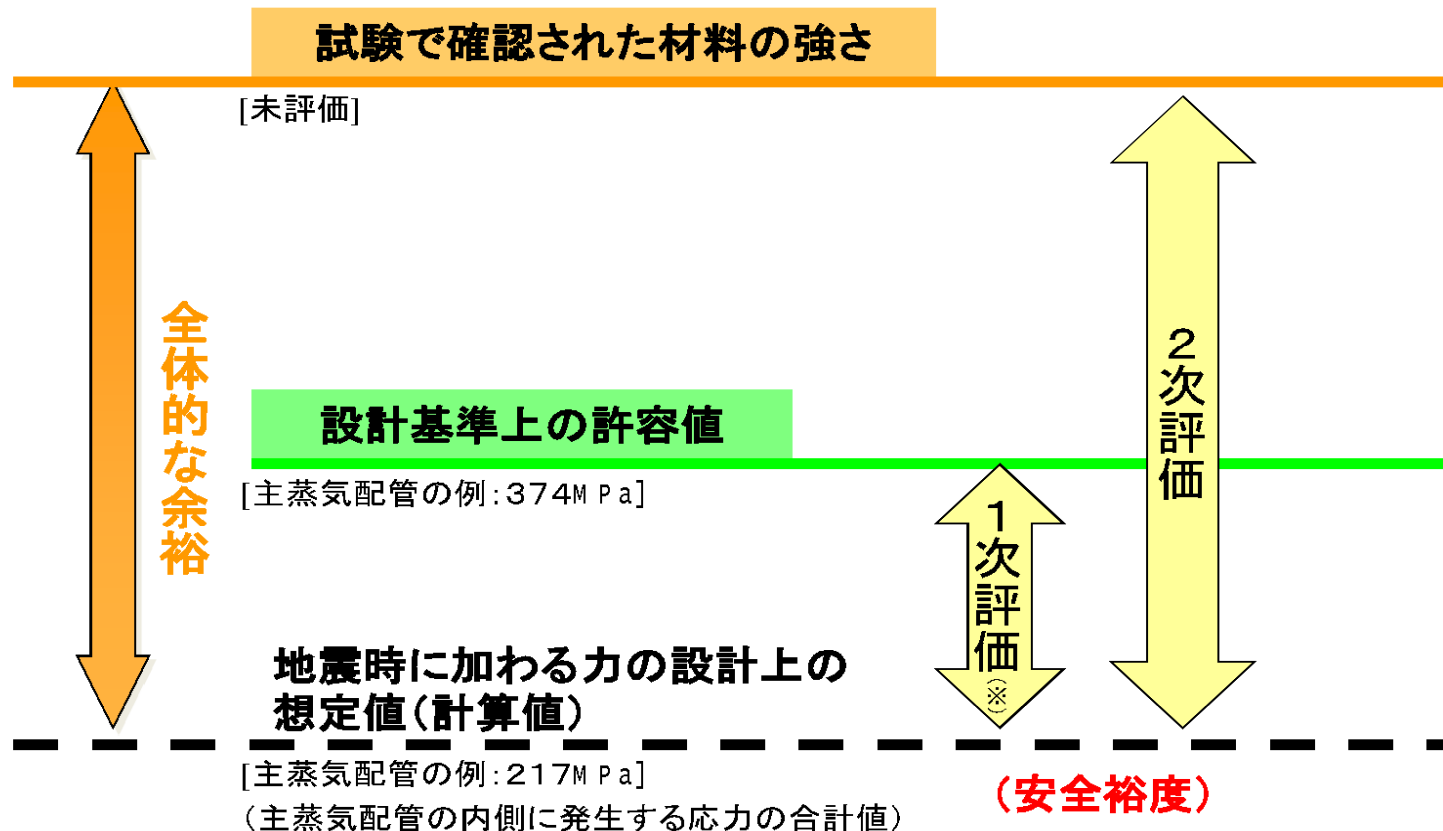 試験で確認された材料の強さ
[未評価]
全体的な余裕
2次評価
設計基準上の許容値
[主蒸気配管の例:374MPa]
1次評価(※)
地震時に加わる力の設計上の
想定値(計算値)
[主蒸気配管の例:217MPa]
(主蒸気配管の内側に発生する応力の合計値)
(安全裕度)